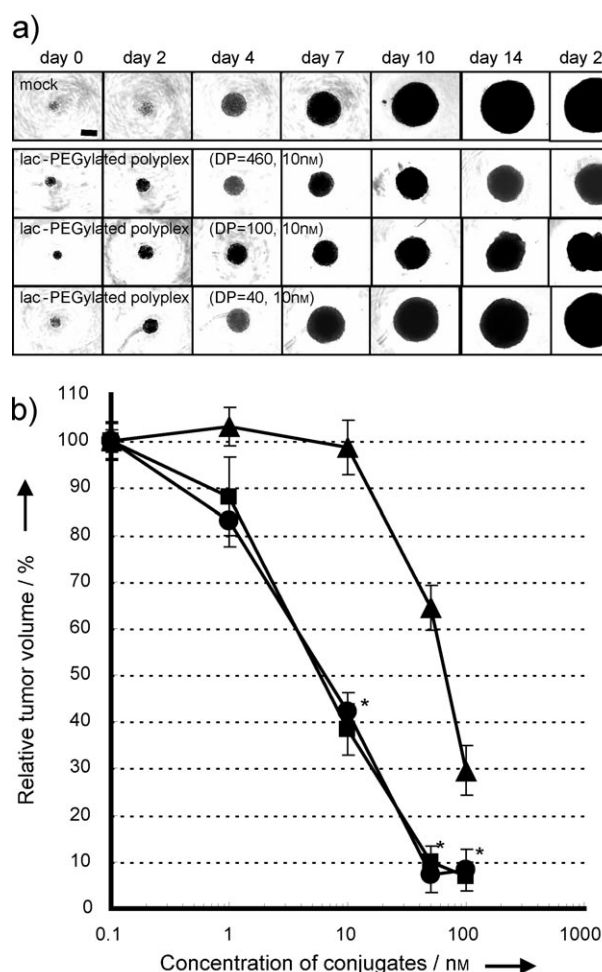 a)
day 0 day 2 day 4 day 7 day 10 day 14 day 2
mock
lac-PEGylated polyplex (DP=460, 10nM)
lac-PEGylated polyplex (DP=100, 10nM)
lac-PEGylated polyplex (DP=40, 10nM)
b)
110
100
90
80
70
60
50
40
30
20
10
0
Relative tumor volume / %
*
*
*
0.1 1 10 100 1000
Concentration of conjugates / nM